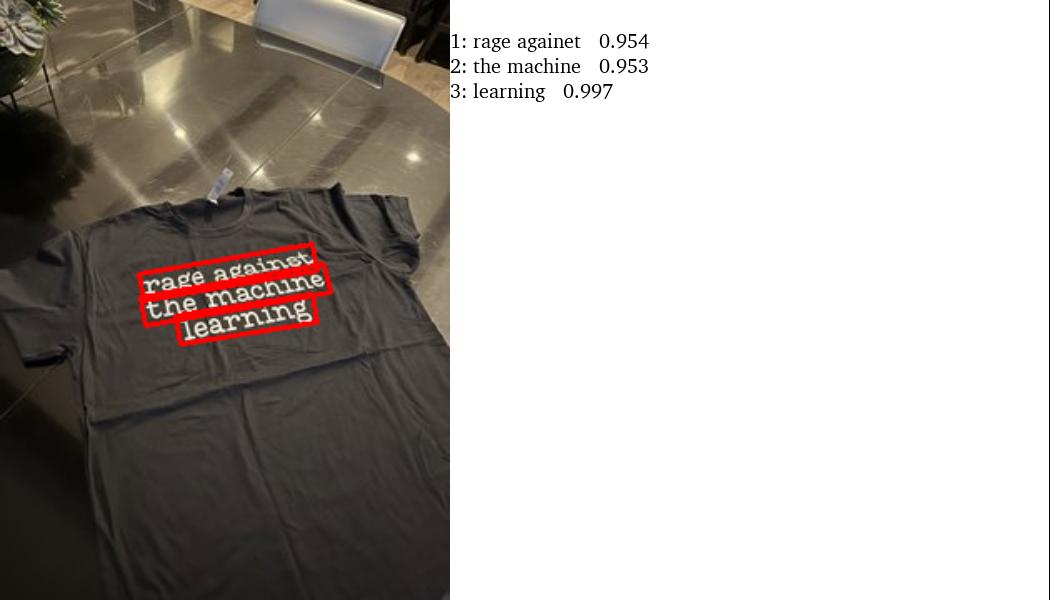 rage against
the machine
learning
1: rage againet 0.954
2: the machine 0.953
3: learning 0.997